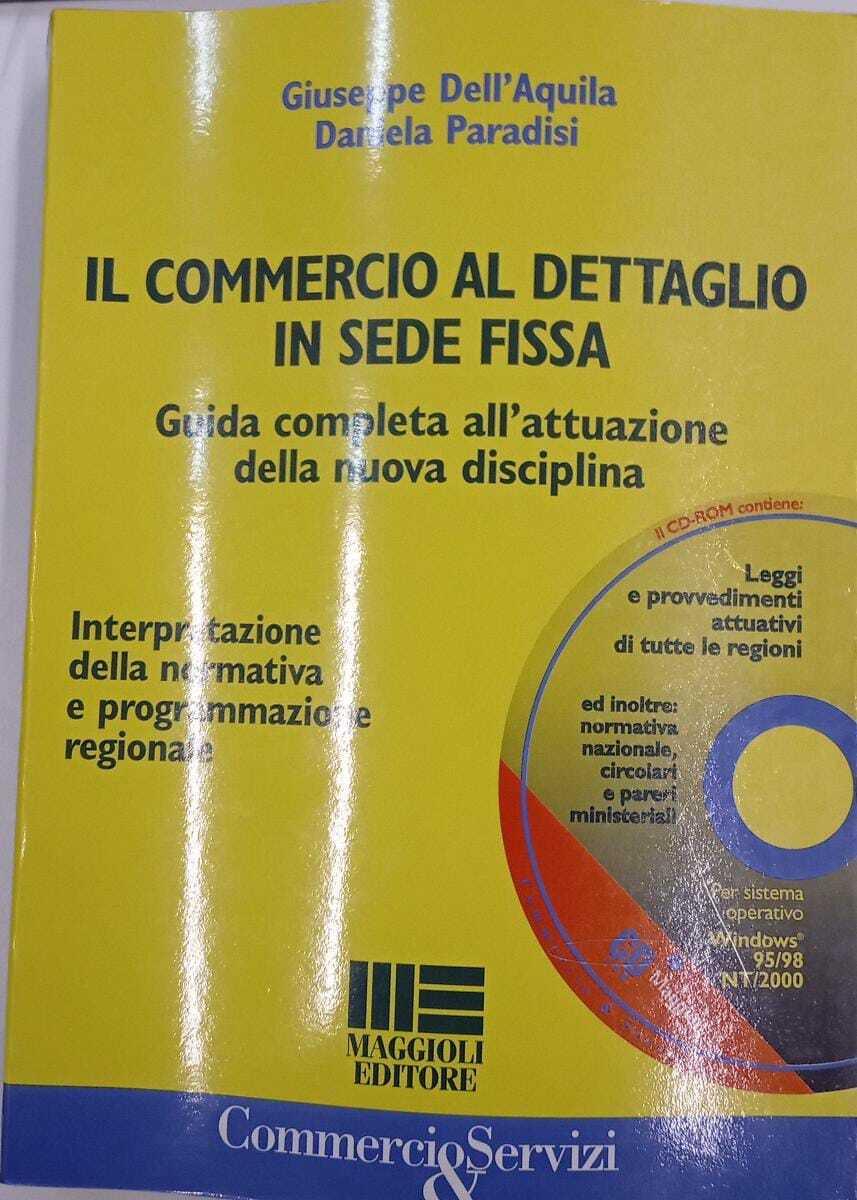 Giuseppe Dell'Aquila
Daniela Paradisi
IL COMMERCIO AL DETTAGLIO
IN SEDE FISSA
Guida completa all'attuazione
della nuova disciplina
Il CD-ROM contiene:
Leggi
e provvedimenti
attuativi
di tutte le regioni
Interpretazione
della normativa
e programmazione
regionale
ed inoltre:
normativa
nazionale,
circolari
e pareri
ministeriali
Per sistema
operativo
Windows®
95/98
NT/2000
MAGGIOLI
EDITORE
Commercio&Servizi